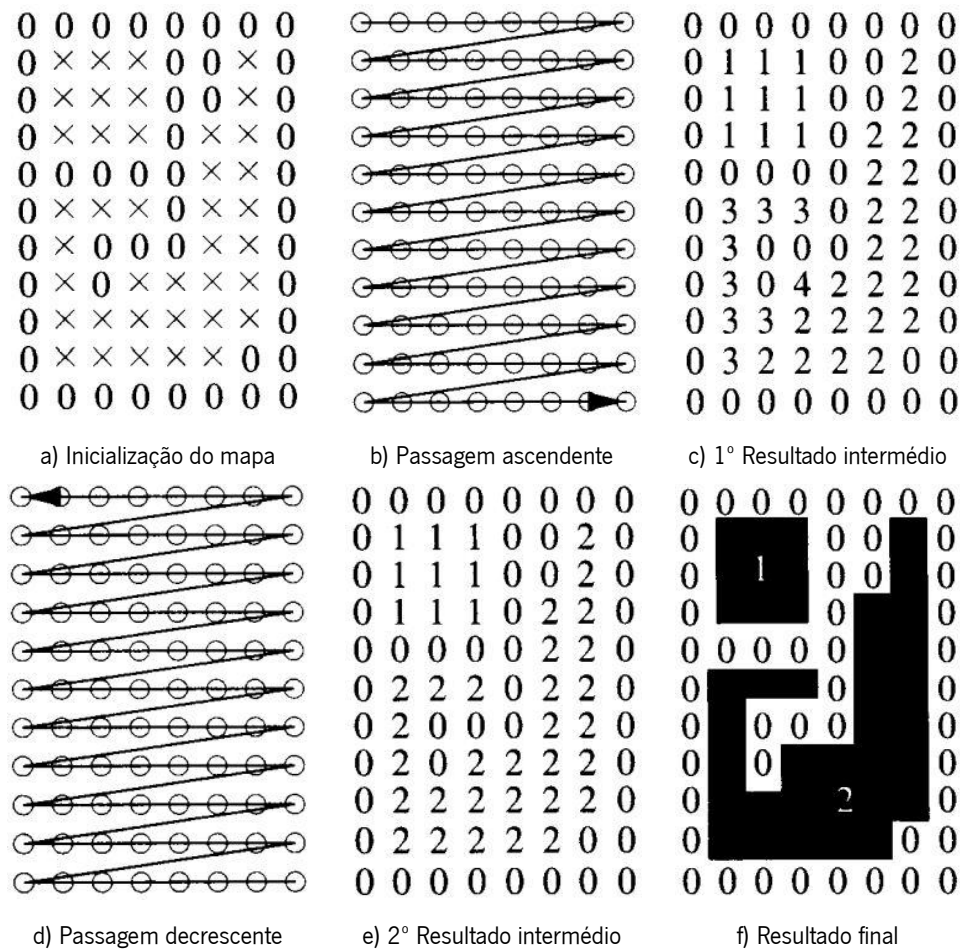 0 0 0 0 0 0 0 0
0 × × × 0 0 × 0
0 × × × 0 0 × 0
0 × × × 0 × × 0
0 0 0 0 0 × × 0
0 × × × 0 × × 0
0 × 0 0 0 × × 0
0 × 0 × × × × 0
0 × × × × × × 0
0 × × × × × 0 0
0 0 0 0 0 0 0 0
a) Inicialização do mapa
b) Passagem ascendente
0 0 0 0 0 0 0 0
0 1 1 1 0 0 2 0
0 1 1 1 0 0 2 0
0 1 1 1 0 2 2 0
0 0 0 0 0 2 2 0
0 3 3 3 0 2 2 0
0 3 0 0 0 2 2 0
0 3 0 4 2 2 2 0
0 3 3 2 2 2 2 0
0 3 2 2 2 2 0 0
0 0 0 0 0 0 0 0
c) 1º Resultado intermédio
d) Passagem decrescente
0 0 0 0 0 0 0 0
0 1 1 1 0 0 2 0
0 1 1 1 0 0 2 0
0 1 1 1 0 2 2 0
0 0 0 0 0 2 2 0
0 2 2 2 0 2 2 0
0 2 0 0 0 2 2 0
0 2 0 2 2 2 2 0
0 2 2 2 2 2 2 0
0 2 2 2 2 2 0 0
0 0 0 0 0 0 0 0
e) 2º Resultado intermédio
0 0 0 0 0 0 0 0
0 0 0 0
0 1 0 0 0
0 0 0
0 0 0 0 0 0
0 0 0
0 0 0 0 0
0 0 0
0 2 0
0 0 0
0 0 0 0 0 0 0 0
f) Resultado final